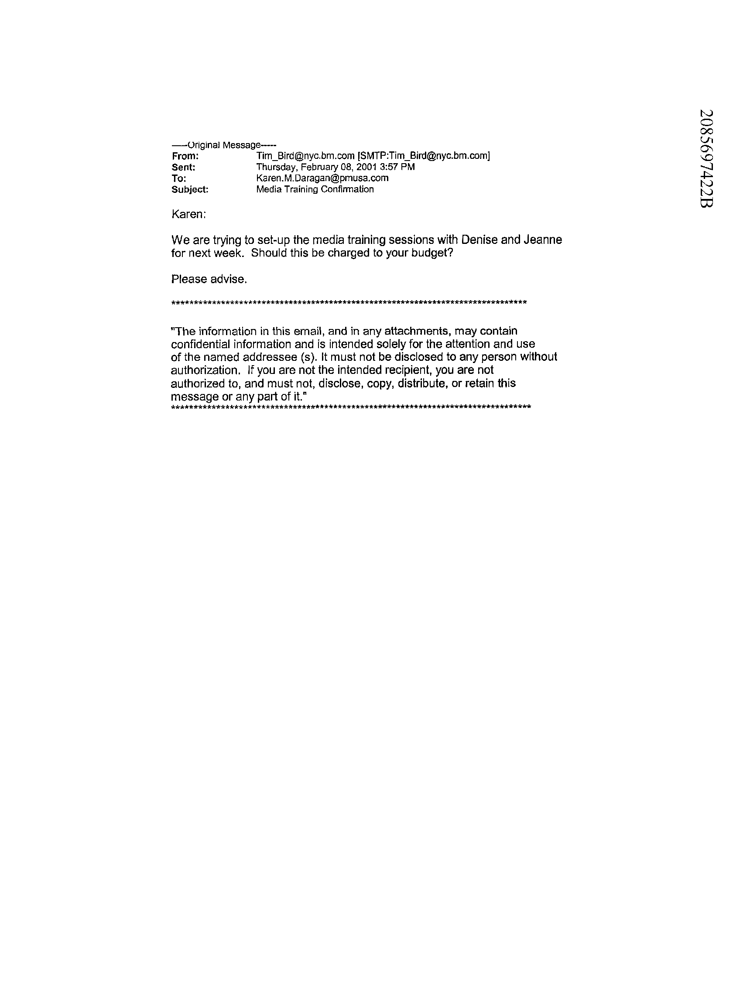 -----Original Message-----
From: Tim_Bird@nyc.bm.com [SMTP:Tim_Bird@nyc.bm.com]
Sent: Thursday, February 08, 2001 3:57 PM
To: Karen.M.Daragan@pmusa.com
Subject: Media Training Confirmation
Karen:
We are trying to set-up the media training sessions with Denise and Jeanne
for next week. Should this be charged to your budget?
Please advise.
*******************************************************************************
"The information in this email, and in any attachments, may contain
confidential information and is intended solely for the attention and use
of the named addressee (s). It must not be disclosed to any person without
authorization. If you are not the intended recipient, you are not
authorized to, and must not, disclose, copy, distribute, or retain this
message or any part of it."
********************************************************************************
2085697422B